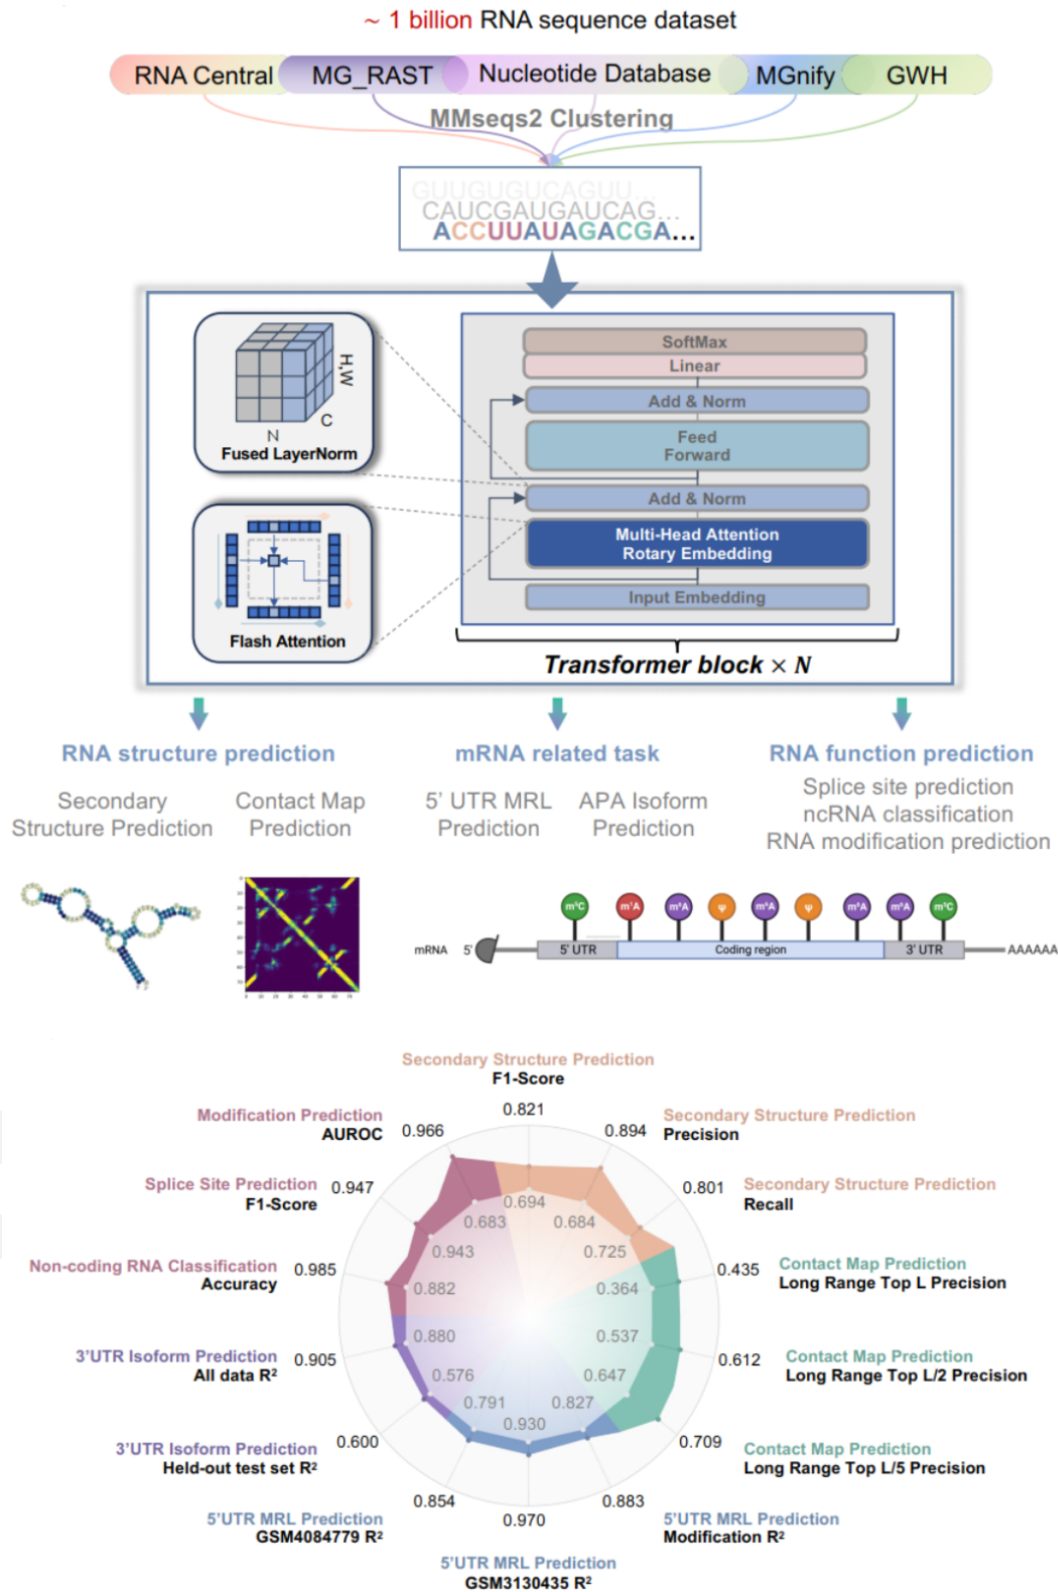 ~ 1 billion RNA sequence dataset
RNA Central MG_RAST Nucleotide Database MGnify GWH
MMseqs2 Clustering
GUUGUGUCAGUU...
CAUCGAUGAUCAG...
ACCUUAUAGACGA...
H,W
C
N
Fused LayerNorm
Flash Attention
SoftMax
Linear
Add & Norm
Feed
Forward
Add & Norm
Multi-Head Attention
Rotary Embedding
Input Embedding
Transformer block × N
RNA structure prediction
Secondary
Structure Prediction
Contact Map
Prediction
mRNA related task
5' UTR MRL
Prediction
APA Isoform
Prediction
RNA function prediction
Splice site prediction
ncRNA classification
RNA modification prediction
mRNA 5' 5' UTR Coding region 3' UTR AAAAAA
Secondary Structure Prediction
F1-Score
0.821
0.694
Secondary Structure Prediction
Precision
0.894
0.684
Secondary Structure Prediction
Recall
0.801
0.725
Contact Map Prediction
Long Range Top L Precision
0.435
0.364
Contact Map Prediction
Long Range Top L/2 Precision
0.612
0.537
Contact Map Prediction
Long Range Top L/5 Precision
0.709
0.647
5'UTR MRL Prediction
Modification R²
0.883
0.827
5'UTR MRL Prediction
GSM3130435 R²
0.970
0.930
5'UTR MRL Prediction
GSM4084779 R²
0.854
0.791
3'UTR Isoform Prediction
Held-out test set R²
0.600
0.576
3'UTR Isoform Prediction
All data R²
0.905
0.880
Non-coding RNA Classification
Accuracy
0.985
0.882
Splice Site Prediction
F1-Score
0.947
0.943
Modification Prediction
AUROC
0.966
0.683